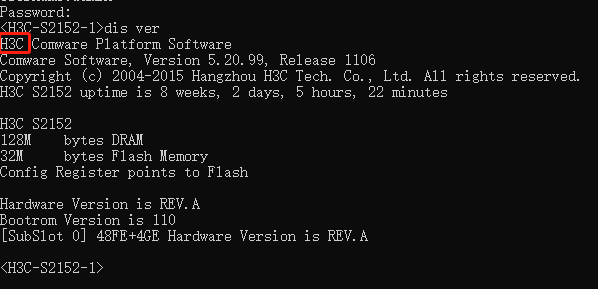 Password:
<H3C-S2152-1>dis ver
H3C Comware Platform Software
Comware Software, Version 5.20.99, Release 1106
Copyright (c) 2004-2015 Hangzhou H3C Tech. Co., Ltd. All rights reserved.
H3C S2152 uptime is 8 weeks, 2 days, 5 hours, 22 minutes
H3C S2152
128M    bytes DRAM
32M     bytes Flash Memory
Config Register points to Flash
Hardware Version is REV.A
Bootrom Version is 110
[SubSlot 0] 48FE+4GE Hardware Version is REV.A
<H3C-S2152-1>